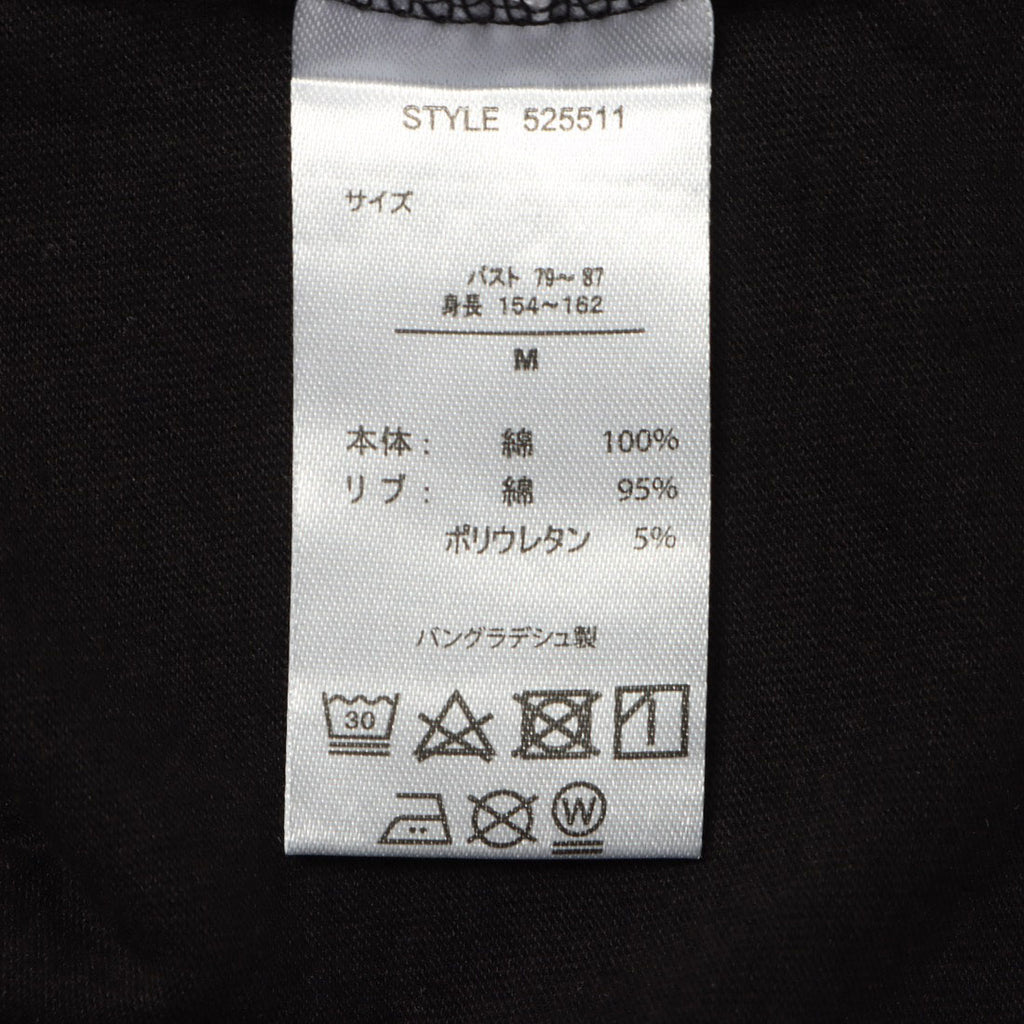 STYLE 525511
サイズ
バスト 79～87
身長 154～162
M
本体： 綿 100%
リブ： 綿 95%
ポリウレタン 5%
バングラデシュ製
30
W